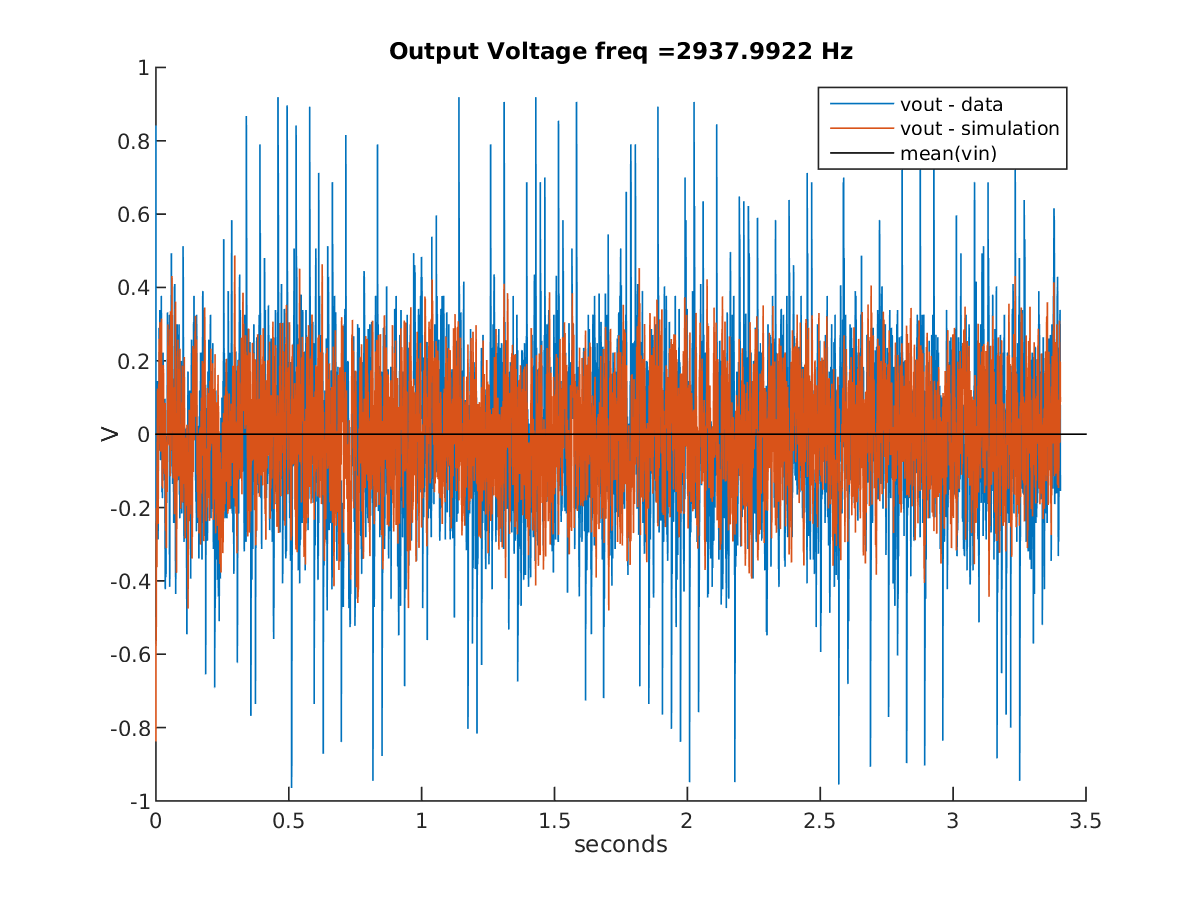 Output Voltage freq =2937.9922 Hz
vout - data
vout - simulation
mean(vin)
1
0.8
0.6
0.4
0.2
0
-0.2
-0.4
-0.6
-0.8
-1
V
0 0.5 1 1.5 2 2.5 3 3.5
seconds